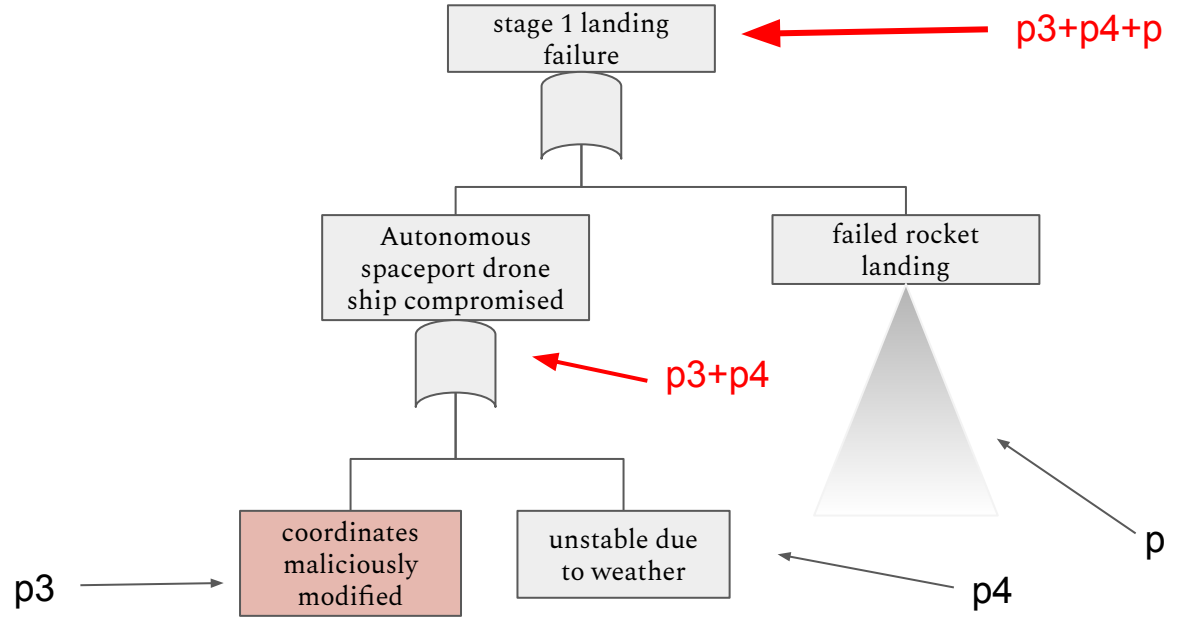 stage 1 landing
failure
p3+p4+p
Autonomous
spaceport drone
ship compromised
failed rocket
landing
p3+p4
coordinates
maliciously
modified
unstable due
to weather
p
p3
p4